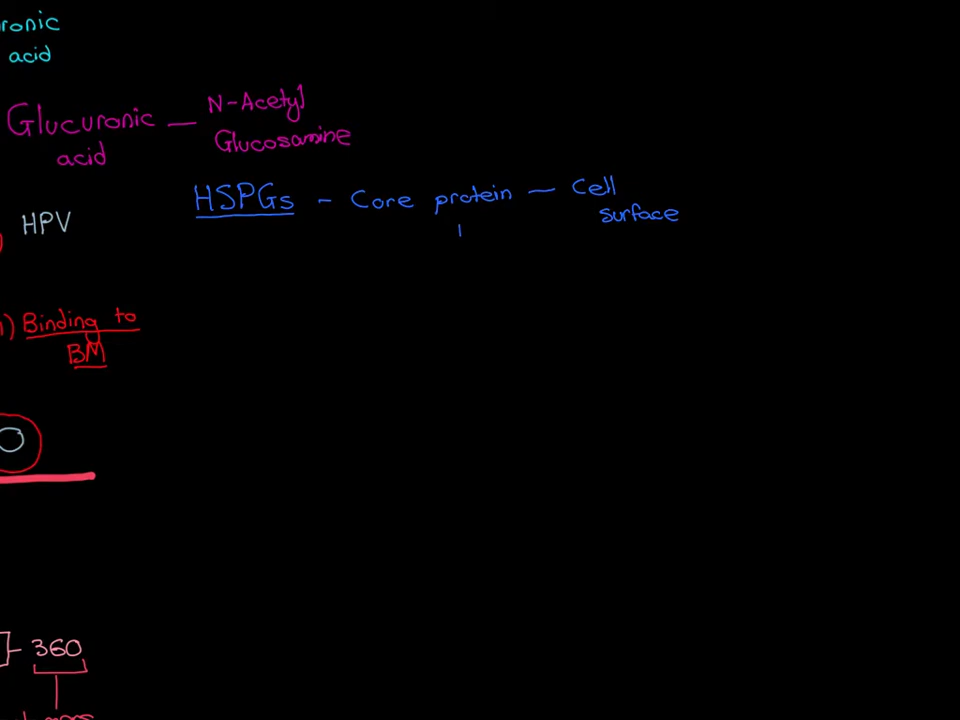 ronic
acid
Glucuronic — N-Acetyl
acid Glucosamine
HSPGs - Core protein — Cell
surface
HPV
) Binding to
BM
]- 360